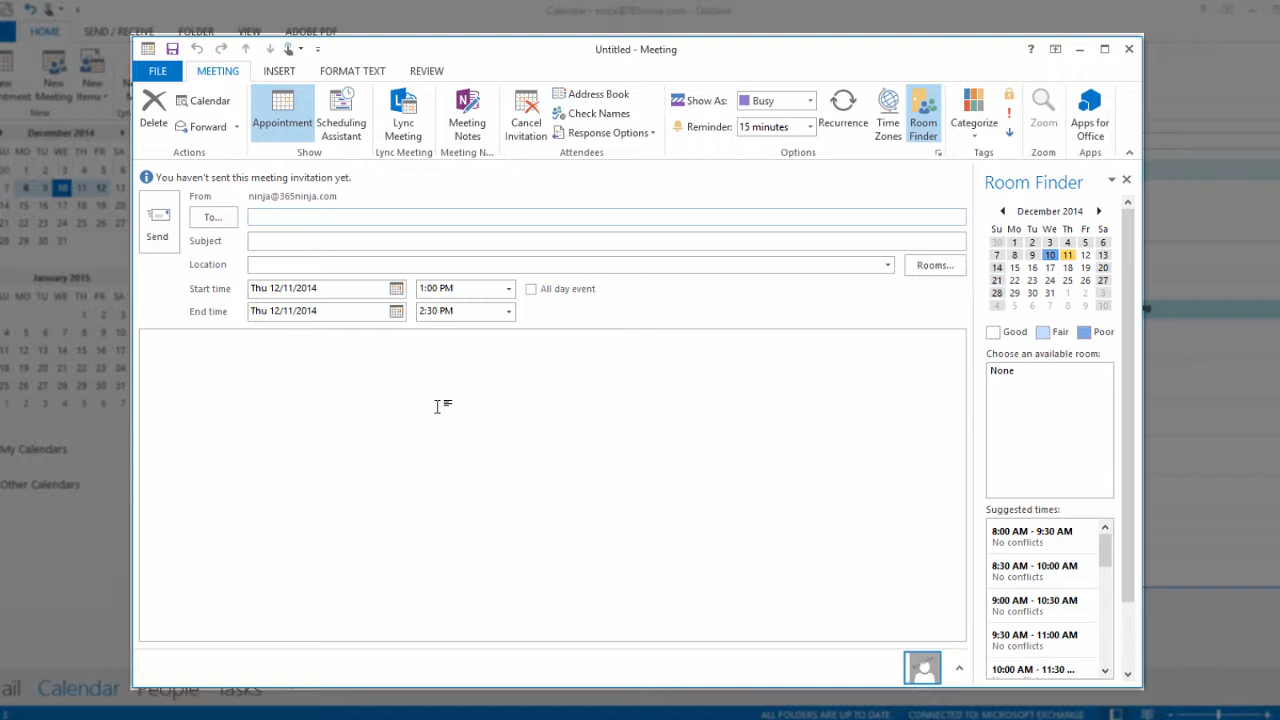 Calendar - ninja@365ninja.com - Outlook
HOME SEND / RECEIVE FOLDER VIEW ADOBE PDF
Untitled - Meeting
FILE MEETING INSERT FORMAT TEXT REVIEW
Delete
Calendar
Forward
Actions
Appointment
Scheduling Assistant
Show
Lync Meeting
Lync Meeting
Meeting Notes
Meeting N...
Cancel Invitation
Address Book
Check Names
Response Options
Attendees
Show As: Busy
Reminder: 15 minutes
Recurrence
Time Zones
Room Finder
Options
Categorize
Tags
Zoom
Zoom
Apps for Office
Apps
You haven't sent this meeting invitation yet.
Send
From ninja@365ninja.com
To...
Subject
Location Rooms...
Start time Thu 12/11/2014 1:00 PM All day event
End time Thu 12/11/2014 2:30 PM
Room Finder
December 2014
Su Mo Tu We Th Fr Sa
30 1 2 3 4 5 6
7 8 9 10 11 12 13
14 15 16 17 18 19 20
21 22 23 24 25 26 27
28 29 30 31 1 2 3
4 5 6 7 8 9 10
Good Fair Poor
Choose an available room:
None
Suggested times:
8:00 AM - 9:30 AM
No conflicts
8:30 AM - 10:00 AM
No conflicts
9:00 AM - 10:30 AM
No conflicts
9:30 AM - 11:00 AM
No conflicts
10:00 AM - 11:30 ...
New Meeting
New Items
New
December 2014
January 2015
My Calendars
Other Calendars
Calendar People Tasks
ALL FOLDERS ARE UP TO DATE. CONNECTED TO: MICROSOFT EXCHANGE